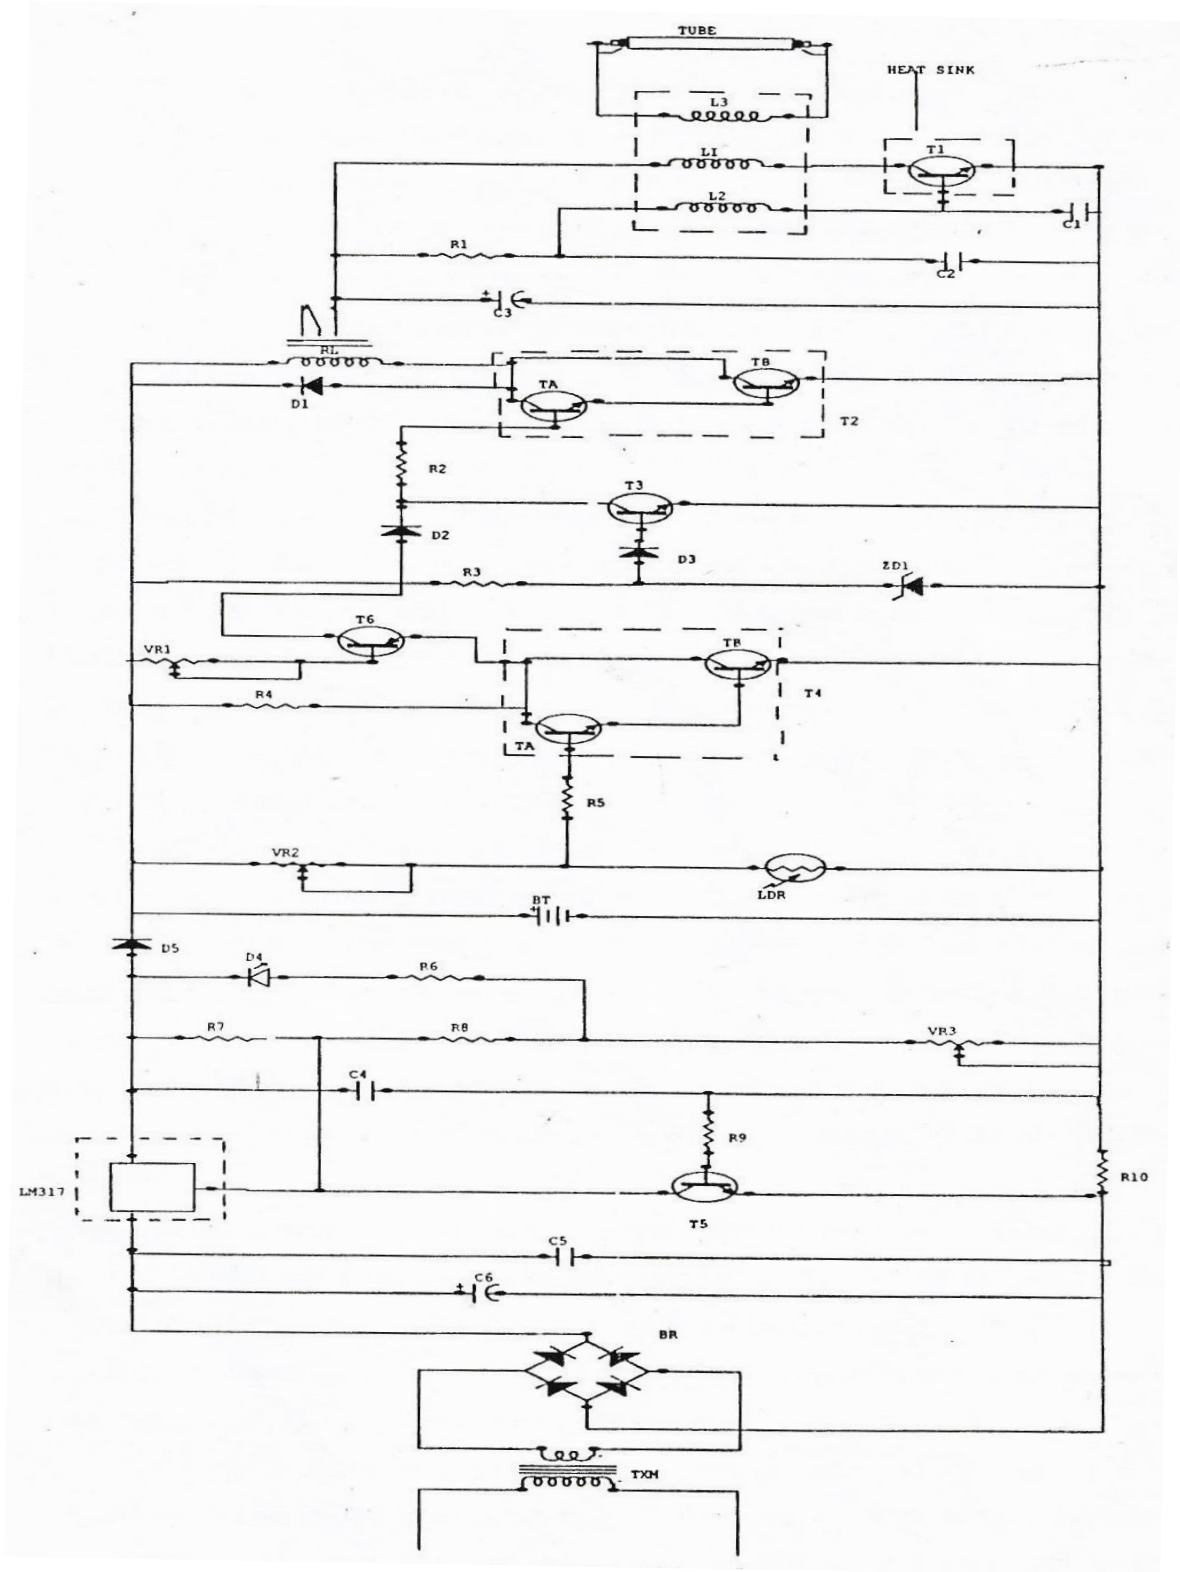 TUBE
HEAT SINK
L3
LI
T1
L2
C1
R1
C2
+
C3
RL
TB
TA
D1
T2
R2
T3
D2
D3
ZD1
R3
T6
TB
VR1
R4
T4
TA
R5
VR2
LDR
BT
+
D5
D4
R6
R7
R8
VR3
C4
R9
LM317
R10
T5
C5
+
C6
BR
TXM